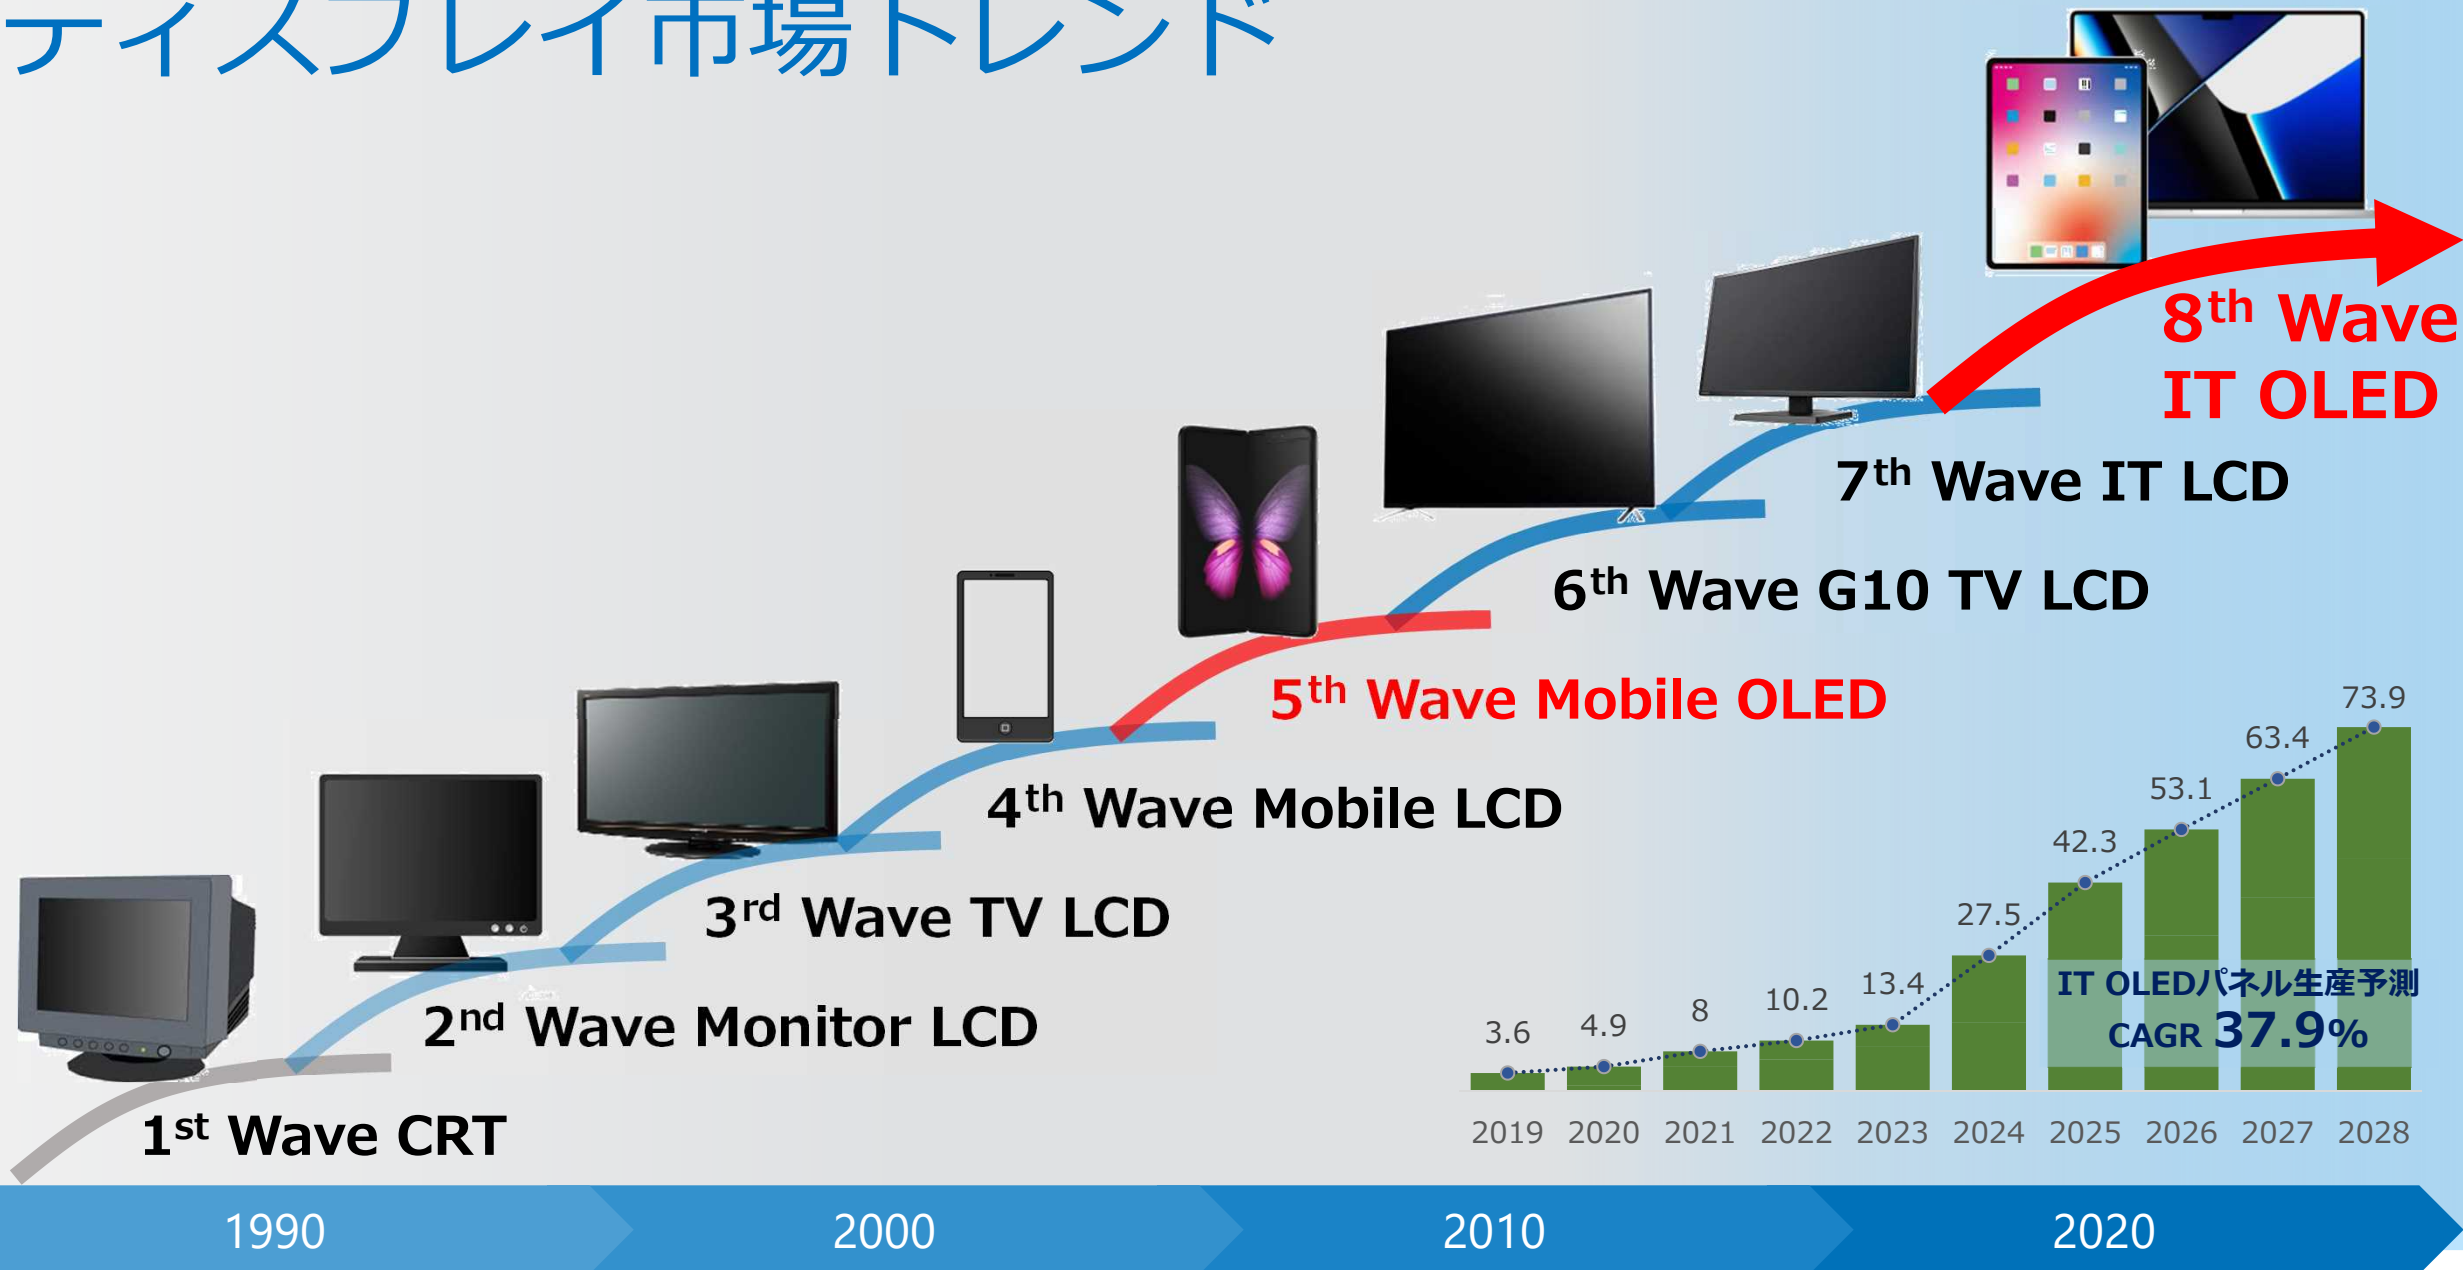 ディスプレイ市場トレンド
8th Wave
IT OLED
7th Wave IT LCD
6th Wave G10 TV LCD
5th Wave Mobile OLED
4th Wave Mobile LCD
3rd Wave TV LCD
2nd Wave Monitor LCD
1st Wave CRT
3.6 4.9 8 10.2 13.4 27.5 42.3 53.1 63.4 73.9
IT OLEDパネル生産予測
CAGR 37.9%
2019 2020 2021 2022 2023 2024 2025 2026 2027 2028
1990 2000 2010 2020